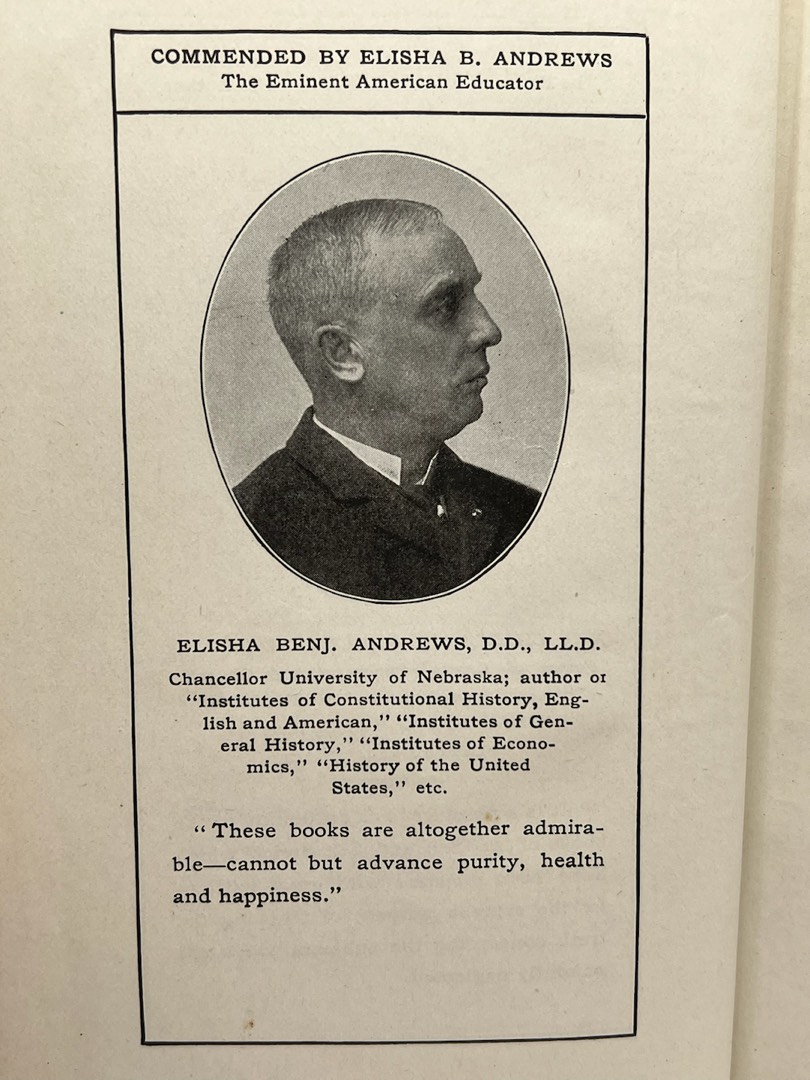 COMMENDED BY ELISHA B. ANDREWS
The Eminent American Educator
ELISHA BENJ. ANDREWS, D.D., LL.D.
Chancellor University of Nebraska; author of
“Institutes of Constitutional History, Eng-
lish and American,” “Institutes of Gen-
eral History,” “Institutes of Econo-
mics,” “History of the United
States,” etc.
“ These books are altogether admira-
ble—cannot but advance purity, health
and happiness.”